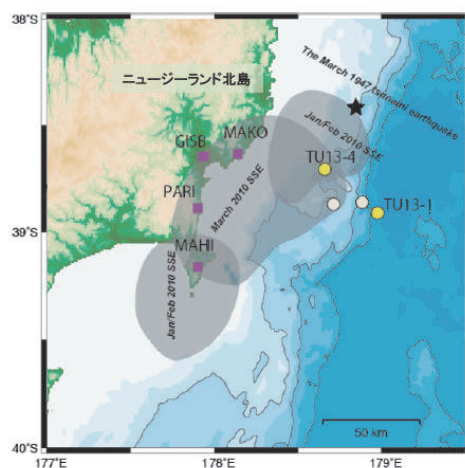 38°S
ニュージーランド北島
The March 1947 tsunami earthquake
GISB
MAKO
Jan/Feb 2010 SSE
TU13-4
PARI
March 2010 SSE
TU13-1
39°S
MAHI
Jan/Feb 2010 SSE
50 km
40°S
177°E
178°E
179°E